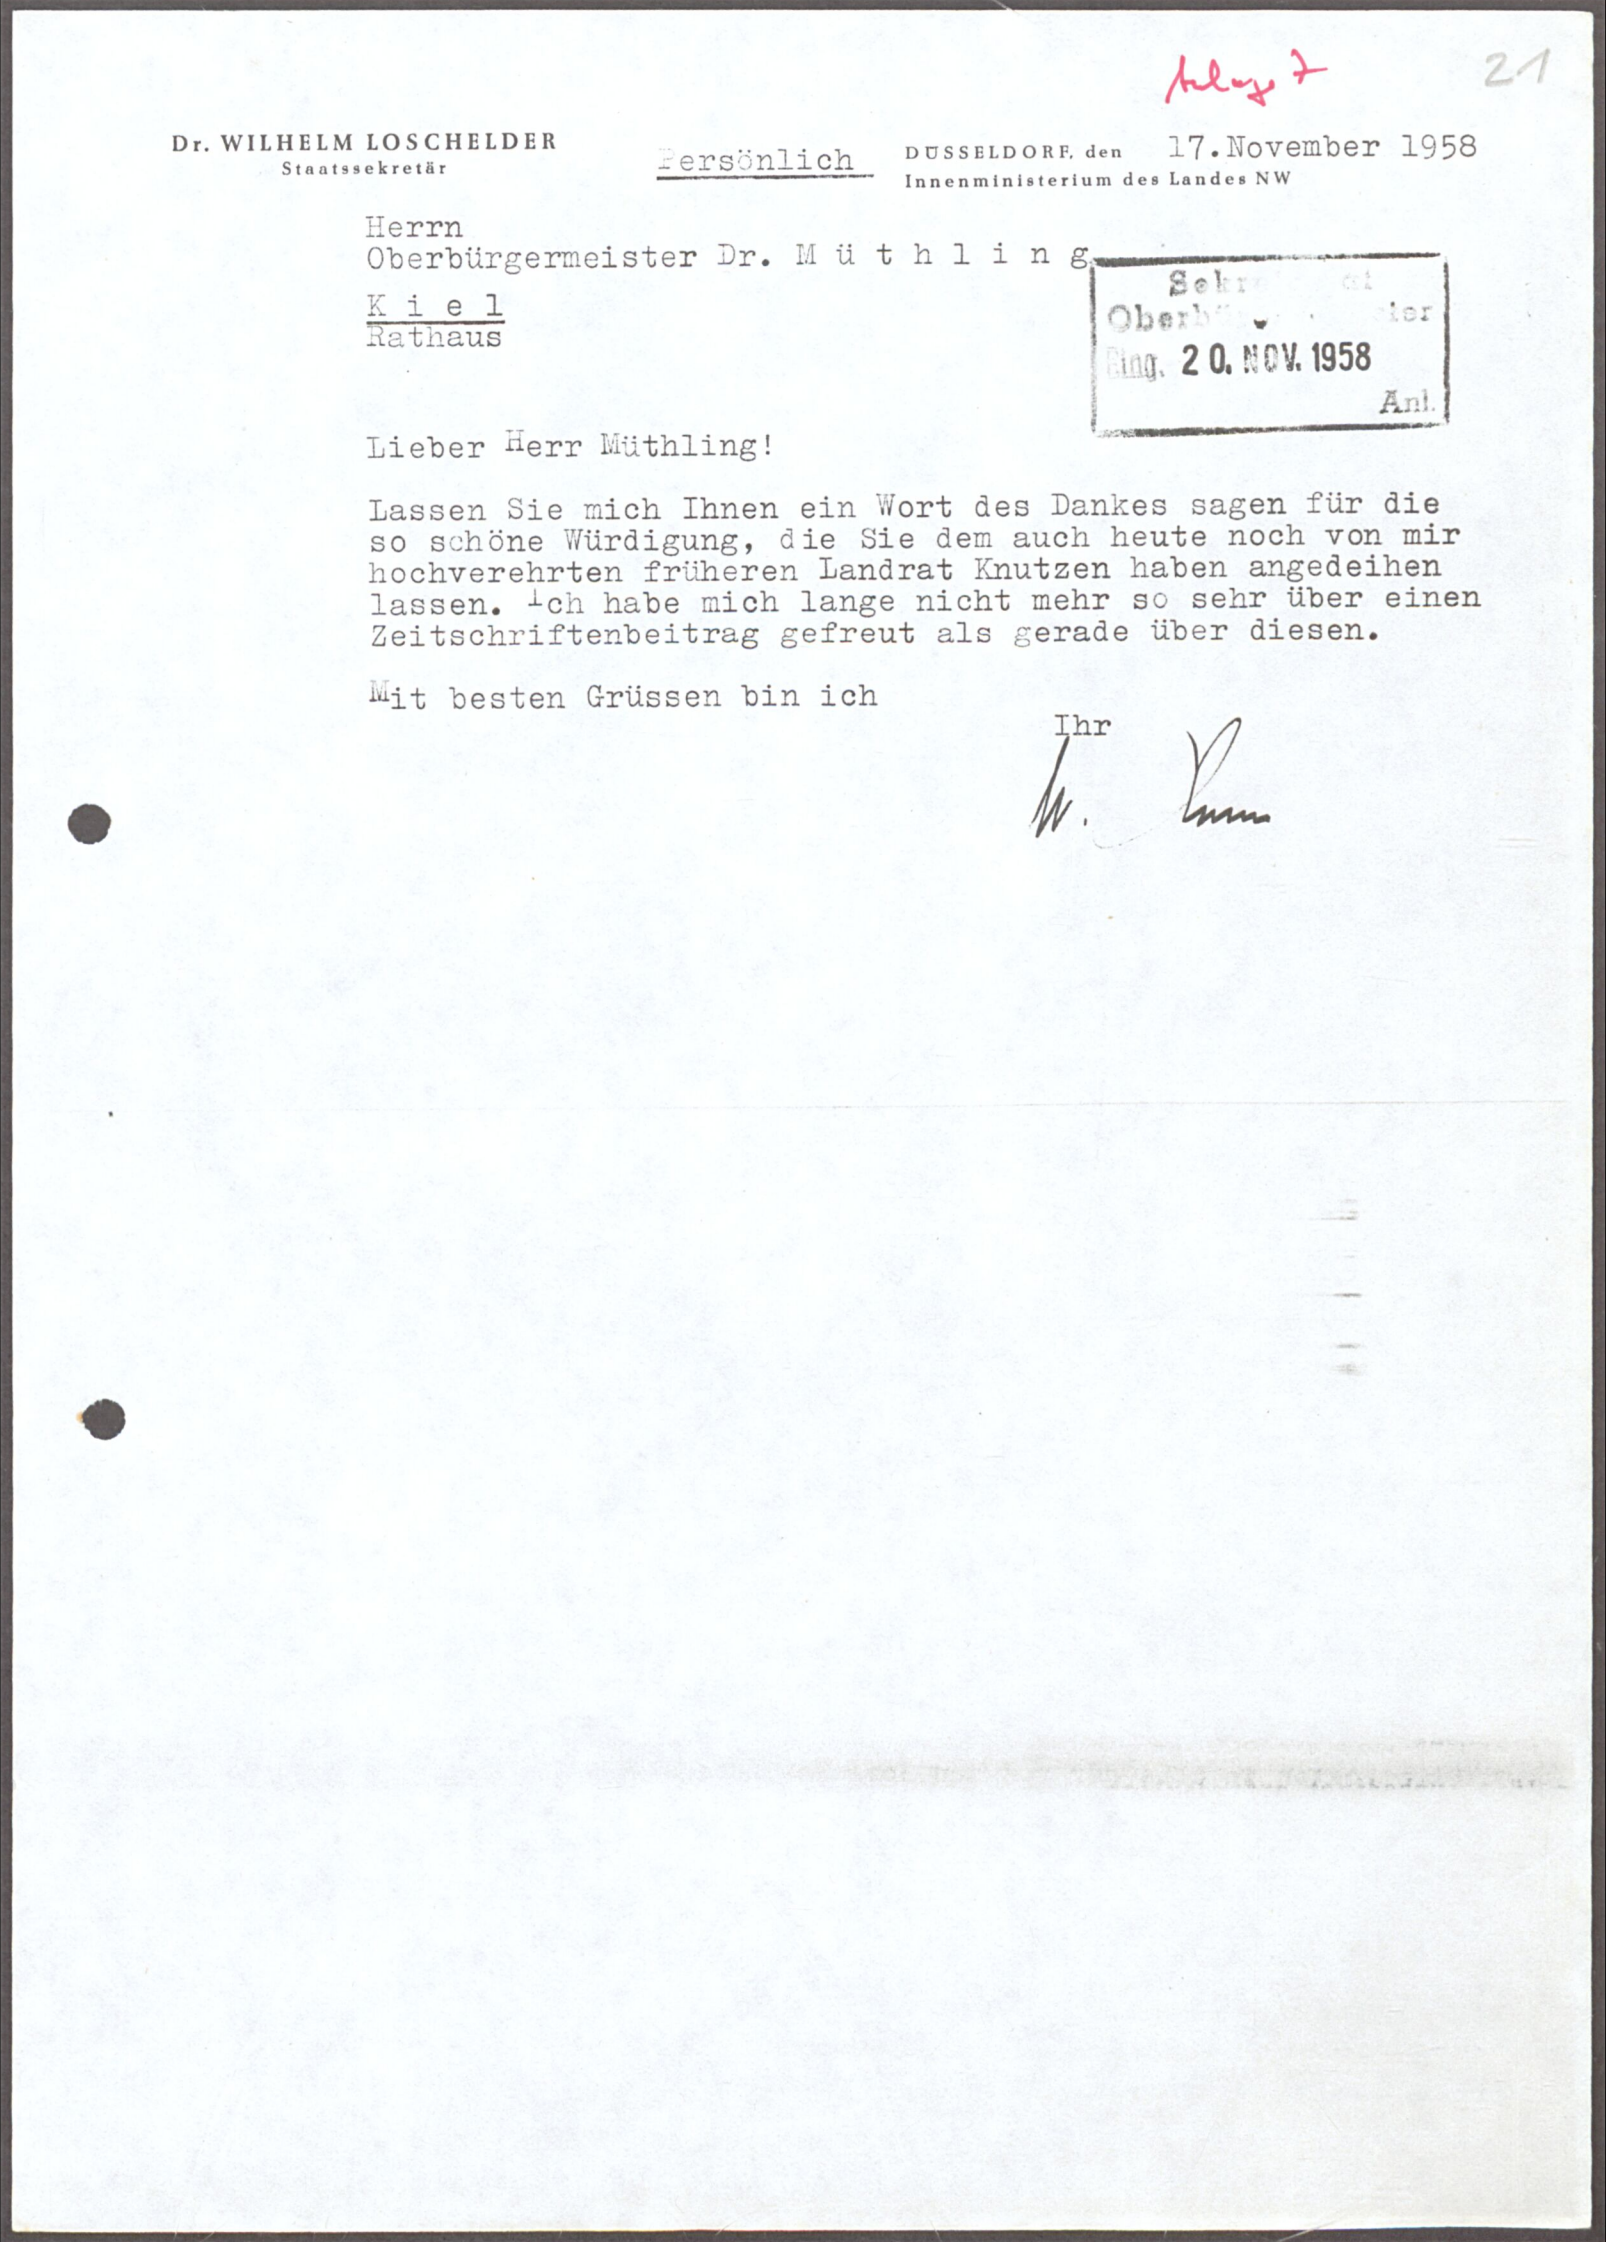 Anlage 7
21
Dr. WILHELM LOSCHELDER
Staatssekretär
Persönlich
DÜSSELDORF, den 17.November 1958
Innenministerium des Landes NW
Herrn
Oberbürgermeister Dr. M ü t h l i n g
K i e l
Rathaus
Eing. 20. NOV. 1958
Anl.
Lieber Herr Müthling!
Lassen Sie mich Ihnen ein Wort des Dankes sagen für die
so schöne Würdigung, die Sie dem auch heute noch von mir
hochverehrten früheren Landrat Knutzen haben angedeihen
lassen. Ich habe mich lange nicht mehr so sehr über einen
Zeitschriftenbeitrag gefreut als gerade über diesen.
Mit besten Grüssen bin ich
Ihr
W.